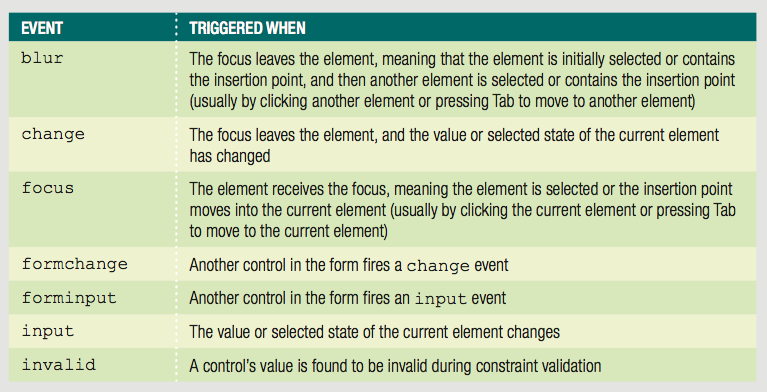 EVENT TRIGGERED WHEN
blur The focus leaves the element, meaning that the element is initially selected or contains
the insertion point, and then another element is selected or contains the insertion point
(usually by clicking another element or pressing Tab to move to another element)
change The focus leaves the element, and the value or selected state of the current element
has changed
focus The element receives the focus, meaning the element is selected or the insertion point
moves into the current element (usually by clicking the current element or pressing Tab
to move to the current element)
formchange Another control in the form fires a change event
forminput Another control in the form fires an input event
input The value or selected state of the current element changes
invalid A control's value is found to be invalid during constraint validation